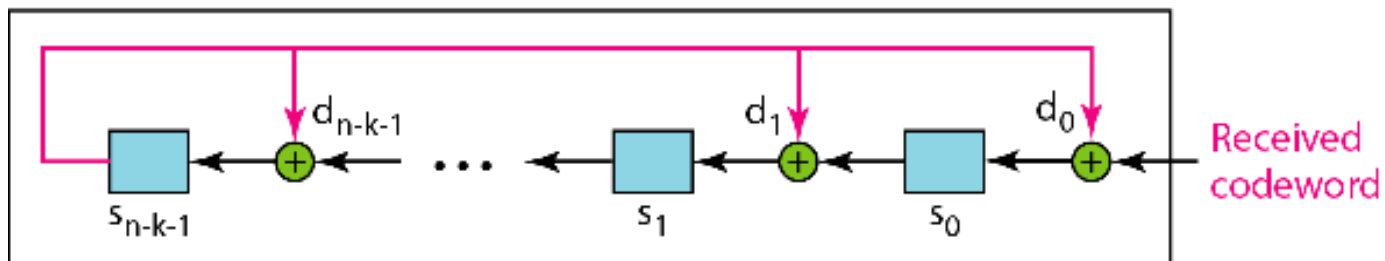 d_{n-k-1}
d_1
d_0
+
...
+
+
Received
codeword
s_{n-k-1}
s_1
s_0